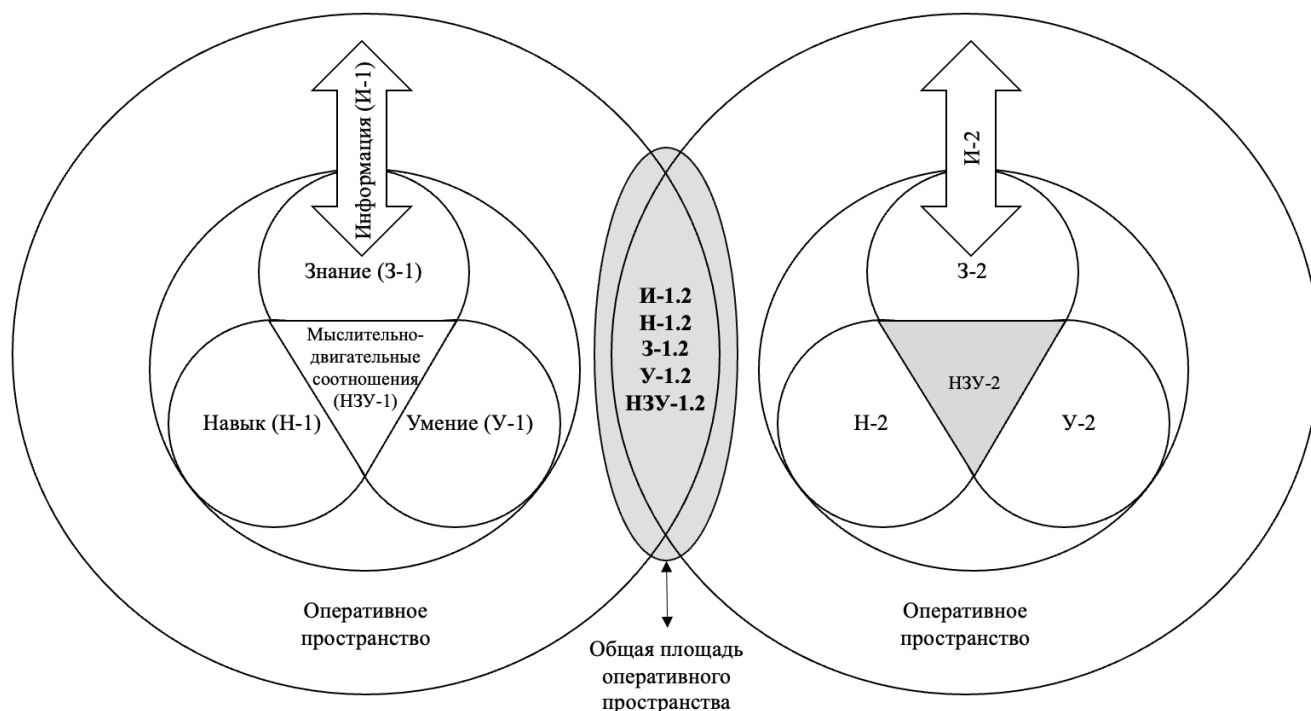 Информация (И-1)
Знание (З-1)
Мыслительно-
двигательные
соотношения
(НЗУ-1)
Навык (Н-1)
Умение (У-1)
Оперативное
пространство
И-1.2
Н-1.2
З-1.2
У-1.2
НЗУ-1.2
Общая площадь
оперативного
пространства
И-2
З-2
НЗУ-2
Н-2
У-2
Оперативное
пространство